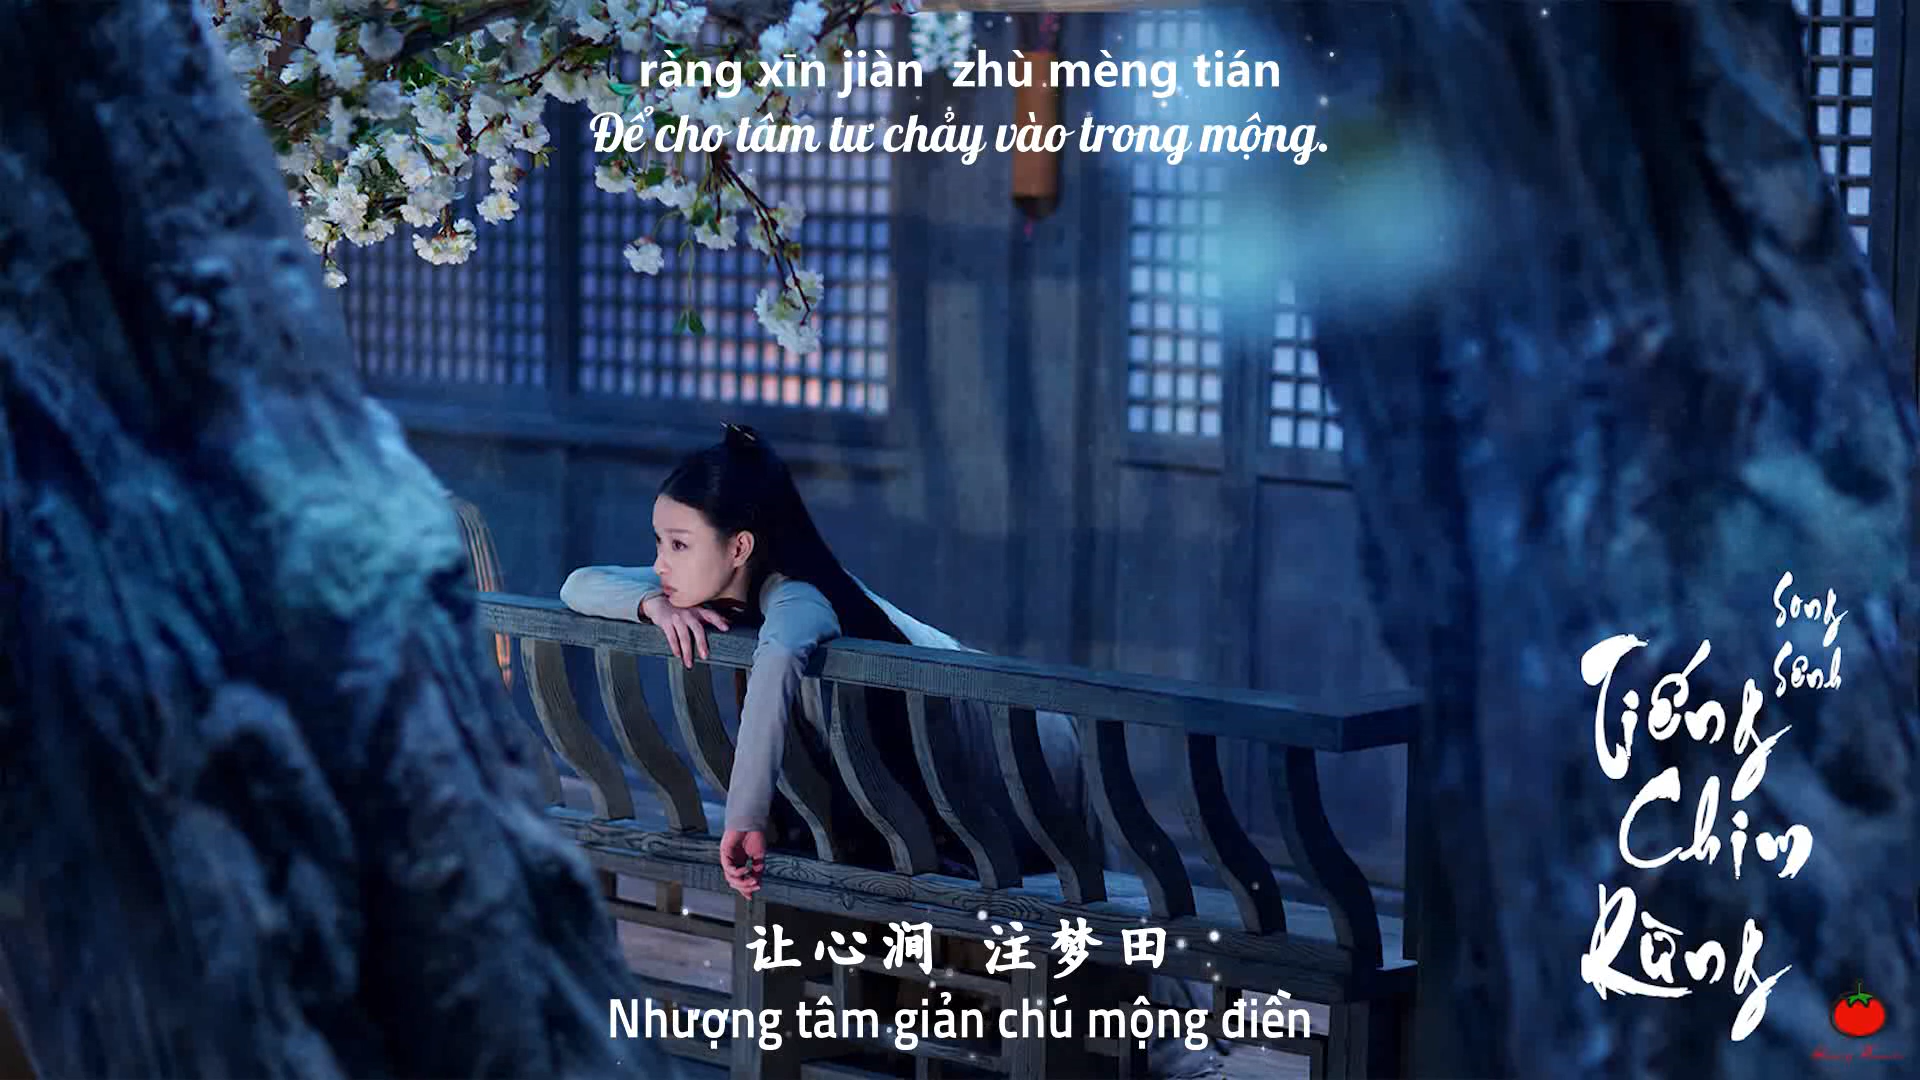 ràng xīn jiàn zhù mèng tián
Để cho tâm tư chảy vào trong mộng.
Song
Sênh
Tiếng
Chim
Rừng
让心涧 注梦田
Nhượng tâm giản chú mộng điền